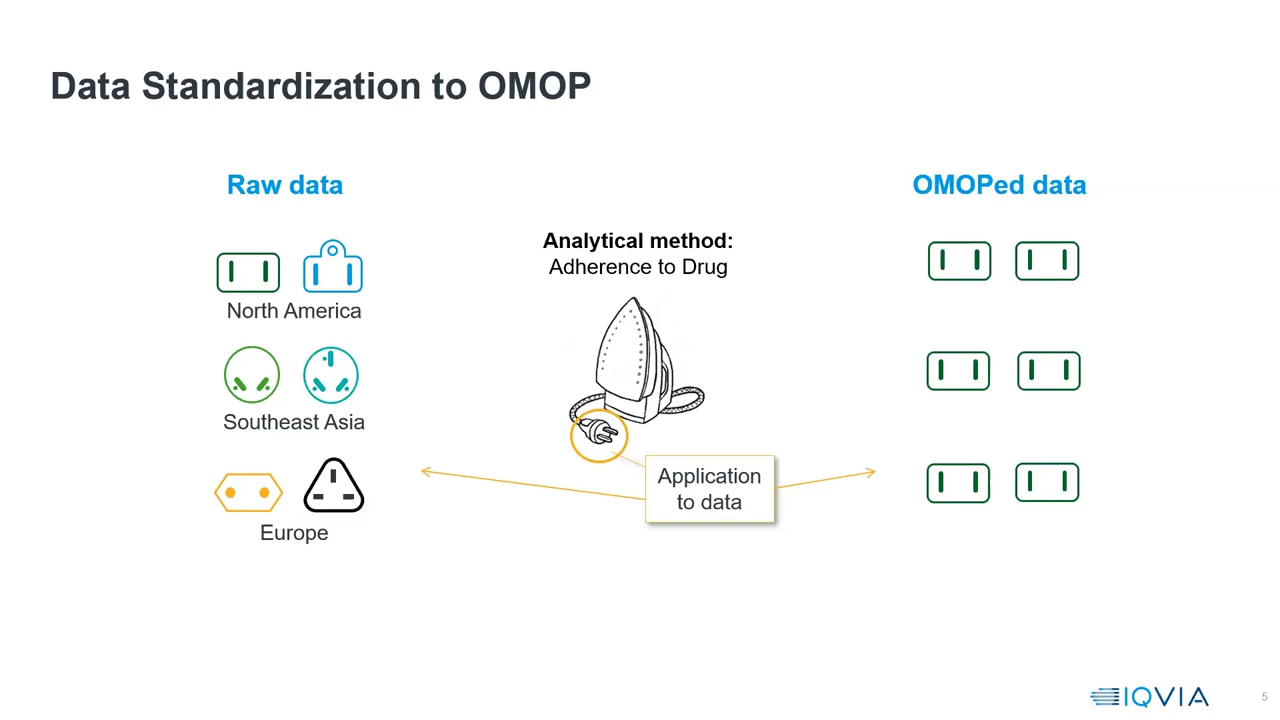 Data Standardization to OMOP
Raw data
OMOPed data
Analytical method:
Adherence to Drug
North America
Southeast Asia
Europe
Application
to data
IQVIA
5